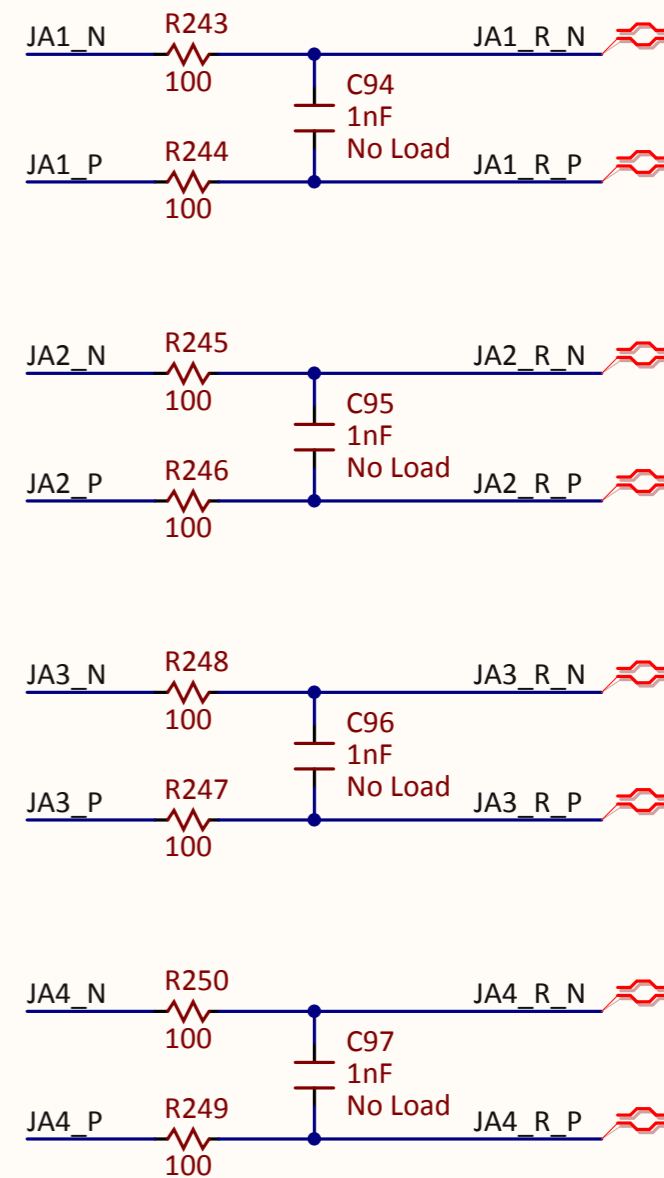 R243
JA1_N
JA1_R_N
100
C94
1nF
No Load
R244
JA1_P
JA1_R_P
100
R245
JA2_N
JA2_R_N
100
C95
1nF
No Load
R246
JA2_P
JA2_R_P
100
R248
JA3_N
JA3_R_N
100
C96
1nF
No Load
R247
JA3_P
JA3_R_P
100
R250
JA4_N
JA4_R_N
100
C97
1nF
No Load
R249
JA4_P
JA4_R_P
100